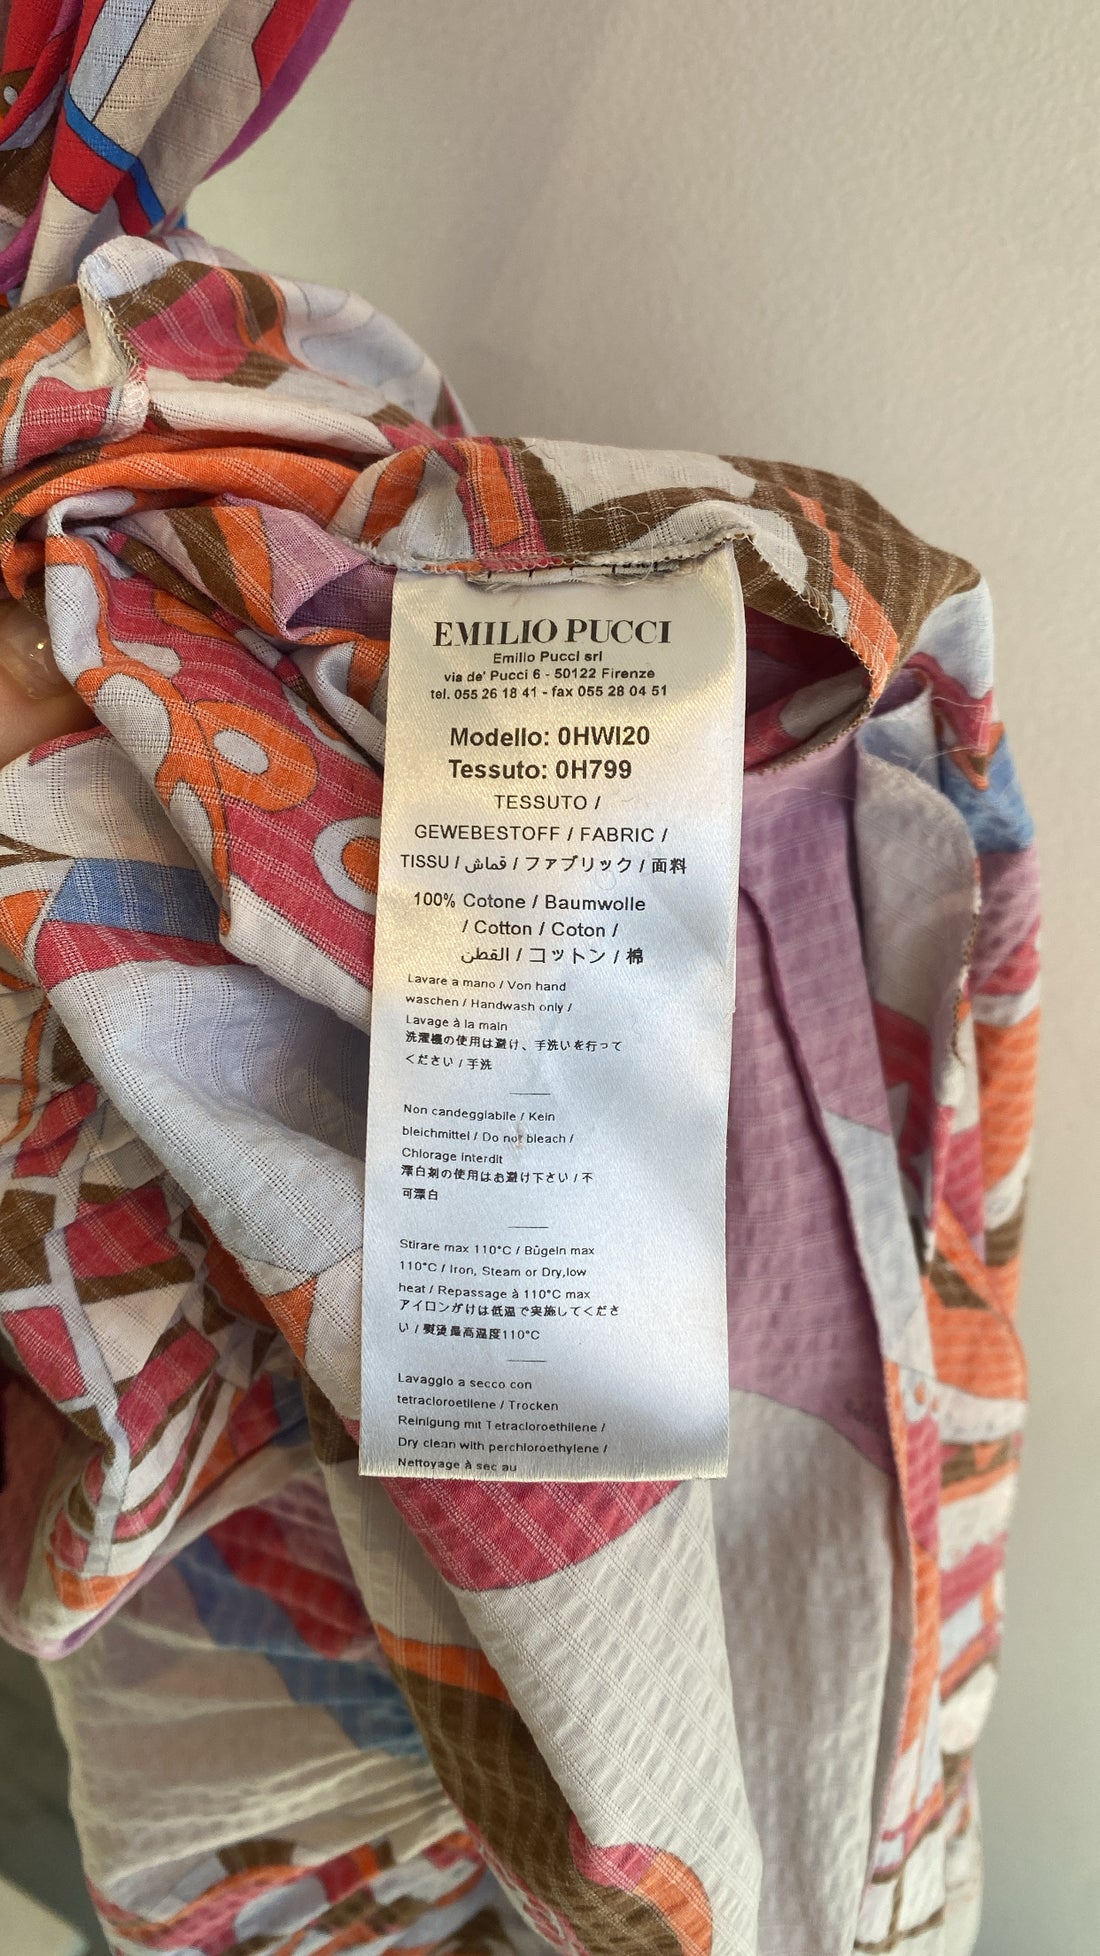 EMILIO PUCCI
Emilio Pucci srl
via de' Pucci 6 - 50122 Firenze
tel. 055 26 18 41 - fax 055 28 04 51
Modello: 0HWI20
Tessuto: 0H799
TESSUTO /
GEWEBESTOFF / FABRIC /
TISSU / قماش / ファブリック / 面料
100% Cotone / Baumwolle
/ Cotton / Coton /
القطن / コットン / 棉
Lavare a mano / Von hand
waschen / Handwash only /
Lavage à la main
洗濯機の使用は避け、手洗いを行って
ください / 手洗
Non candeggiabile / Kein
bleichmittel / Do not bleach /
Chlorage interdit
漂白剤の使用はお避け下さい / 不
可漂白
Stirare max 110°C / Bügeln max
110°C / Iron, Steam or Dry,low
heat / Repassage à 110°C max
アイロンがけは低温で実施してくださ
い / 熨烫最高温度110°C
Lavaggio a secco con
tetracloroetilene / Trocken
Reinigung mit Tetracloroethilene /
Dry clean with perchloroethylene /
Nettoyage à sec au